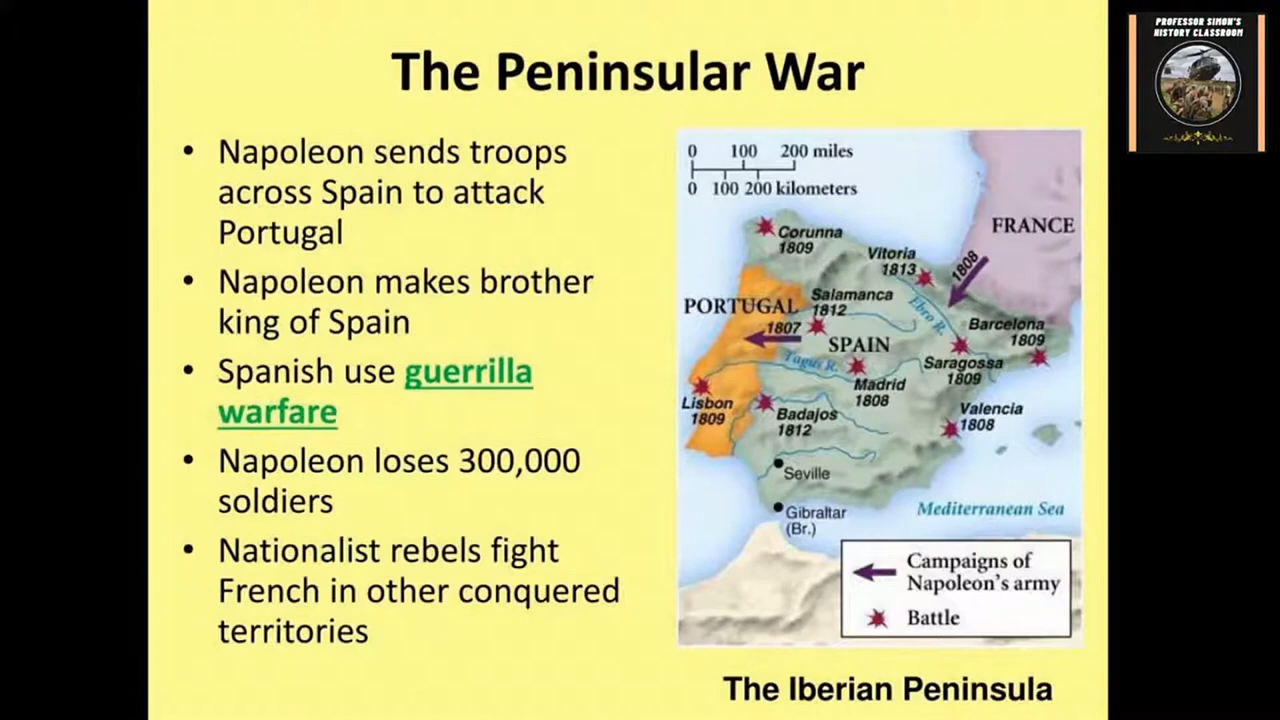 The Peninsular War
PROFESSOR SIMON'S
HISTORY CLASSROOM
• Napoleon sends troops
across Spain to attack
Portugal
• Napoleon makes brother
king of Spain
• Spanish use guerrilla
warfare
• Napoleon loses 300,000
soldiers
• Nationalist rebels fight
French in other conquered
territories
0 100 200 miles
0 100 200 kilometers
FRANCE
Corunna
1809
Vitoria
1813
1808
PORTUGAL
Salamanca
1812
Ebro R.
1807
SPAIN
Barcelona
1809
Tagus R.
Saragossa
1809
Madrid
1808
Lisbon
1809
Badajos
1812
Valencia
1808
Seville
Gibraltar
(Br.)
Mediterranean Sea
Campaigns of
Napoleon's army
Battle
The Iberian Peninsula